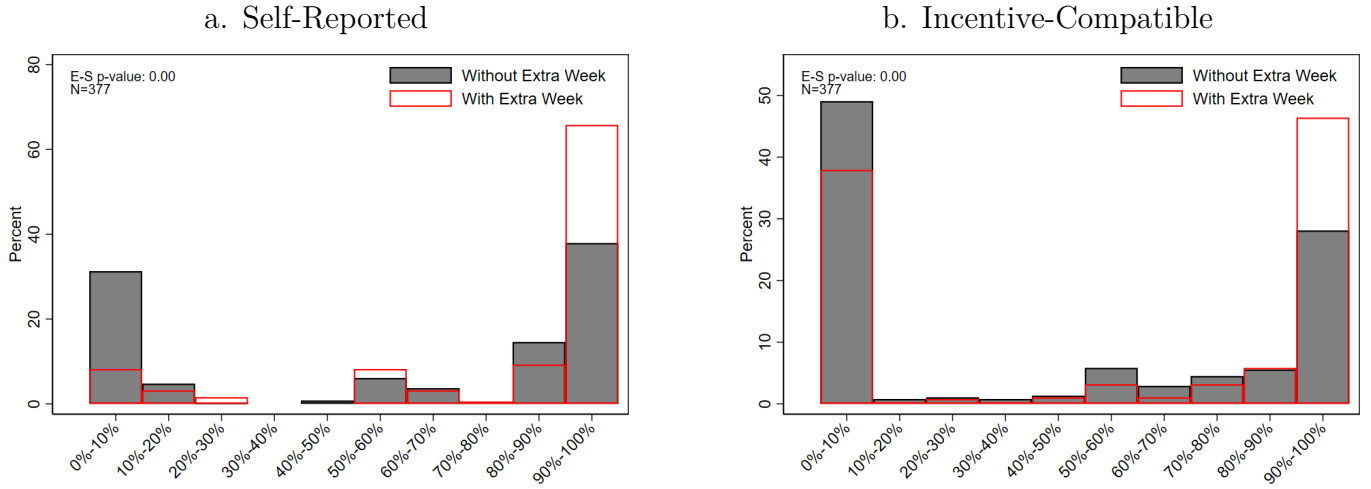 a. Self-Reported
E-S p-value: 0.00
N=377
Without Extra Week
With Extra Week
Percent
80
60
40
20
0
0%-10%
10%-20%
20%-30%
30%-40%
40%-50%
50%-60%
60%-70%
70%-80%
80%-90%
90%-100%
b. Incentive-Compatible
E-S p-value: 0.00
N=377
Without Extra Week
With Extra Week
Percent
50
40
30
20
10
0
0%-10%
10%-20%
20%-30%
30%-40%
40%-50%
50%-60%
60%-70%
70%-80%
80%-90%
90%-100%